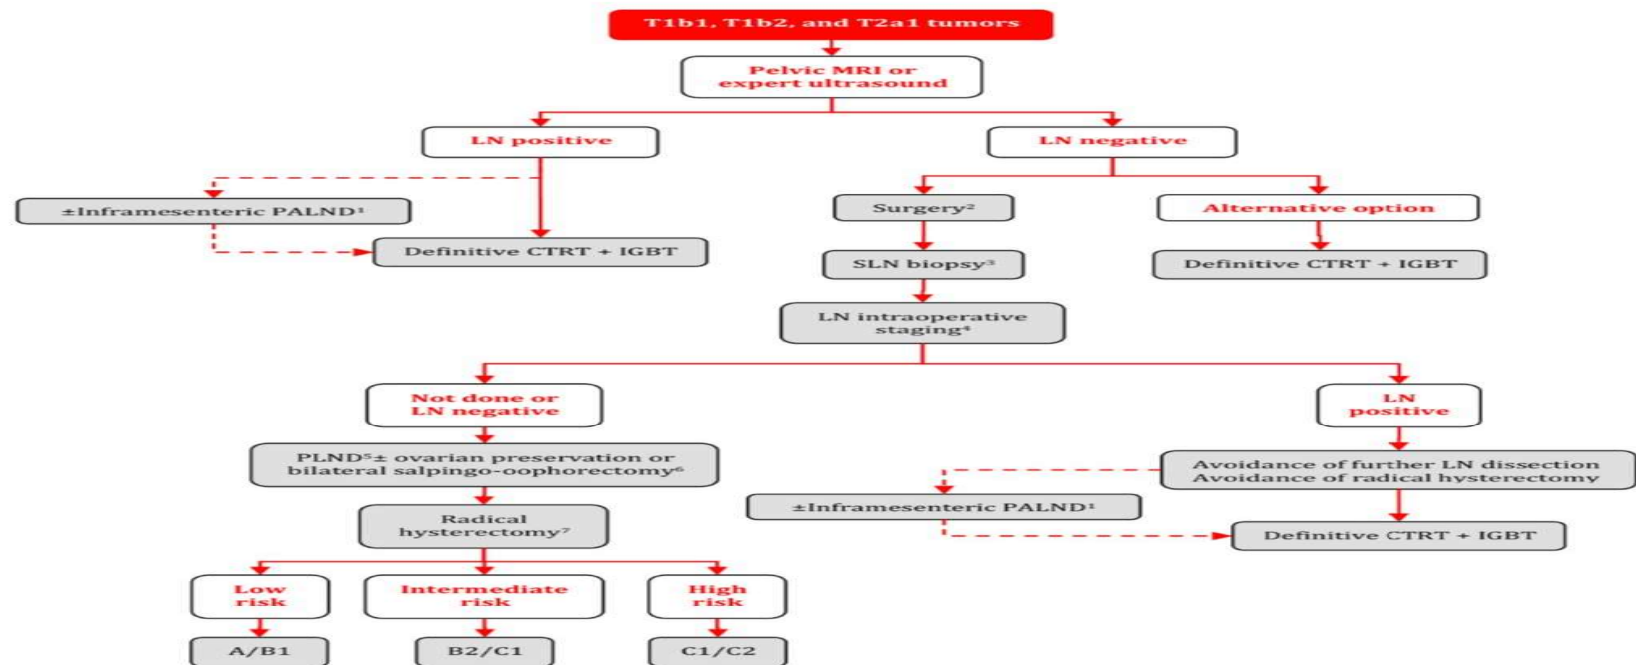 T1b1, T1b2, and T2a1 tumors
Pelvic MRI or
expert ultrasound
LN positive
LN negative
±Inframesenteric PALND¹
Definitive CTRT + IGBT
Surgery²
Alternative option
SLN biopsy³
Definitive CTRT + IGBT
LN intraoperative
staging⁴
Not done or
LN negative
LN
positive
PLND⁵± ovarian preservation or
bilateral salpingo-oophorectomy⁶
Avoidance of further LN dissection
Avoidance of radical hysterectomy
±Inframesenteric PALND¹
Definitive CTRT + IGBT
Radical
hysterectomy⁷
Low
risk
Intermediate
risk
High
risk
A/B1
B2/C1
C1/C2